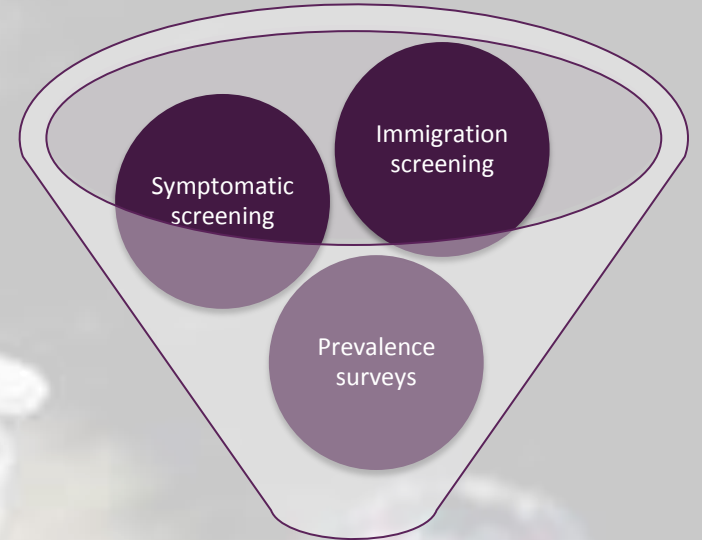 Immigration
screening
Symptomatic
screening
Prevalence
surveys